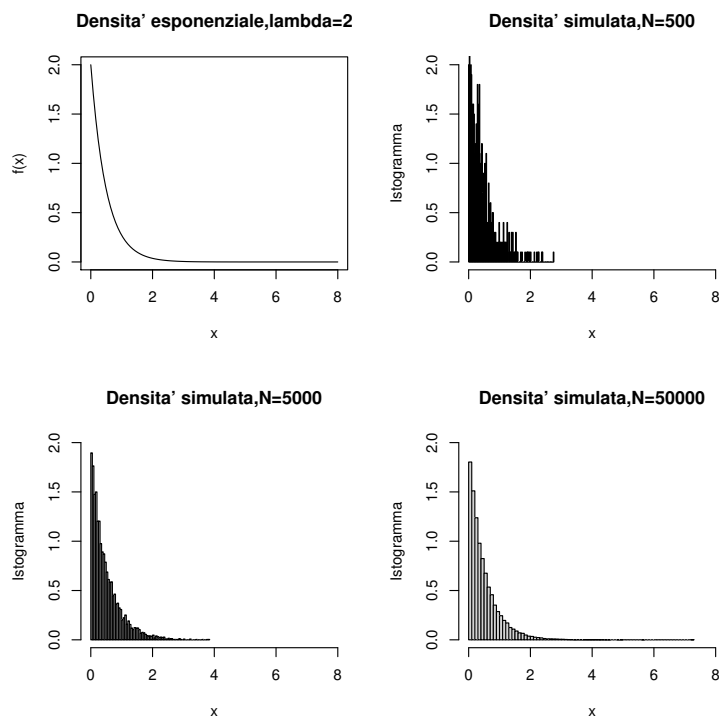 Densita' esponenziale,lambda=2
f(x)
2.0
1.5
1.0
0.5
0.0
0 2 4 6 8
x
Densita' simulata,N=500
Istogramma
2.0
1.5
1.0
0.5
0.0
0 2 4 6 8
x
Densita' simulata,N=5000
Istogramma
2.0
1.5
1.0
0.5
0.0
0 2 4 6 8
x
Densita' simulata,N=50000
Istogramma
2.0
1.5
1.0
0.5
0.0
0 2 4 6 8
x